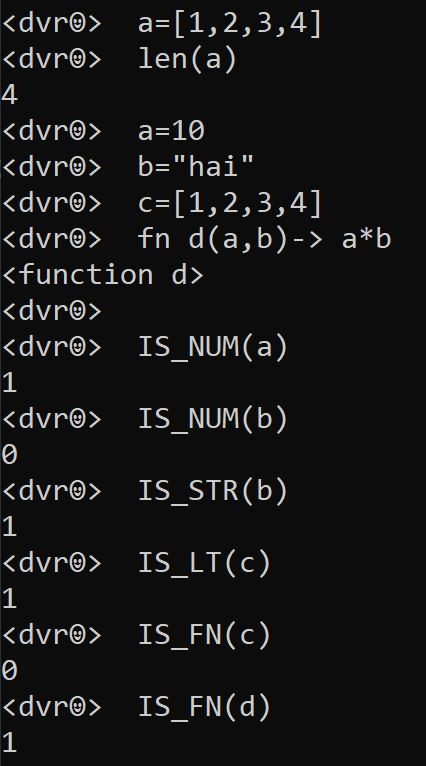 <dvr☺> a=[1,2,3,4]
<dvr☺> len(a)
4
<dvr☺> a=10
<dvr☺> b="hai"
<dvr☺> c=[1,2,3,4]
<dvr☺> fn d(a,b)-> a*b
<function d>
<dvr☺>
<dvr☺> IS_NUM(a)
1
<dvr☺> IS_NUM(b)
0
<dvr☺> IS_STR(b)
1
<dvr☺> IS_LT(c)
1
<dvr☺> IS_FN(c)
0
<dvr☺> IS_FN(d)
1